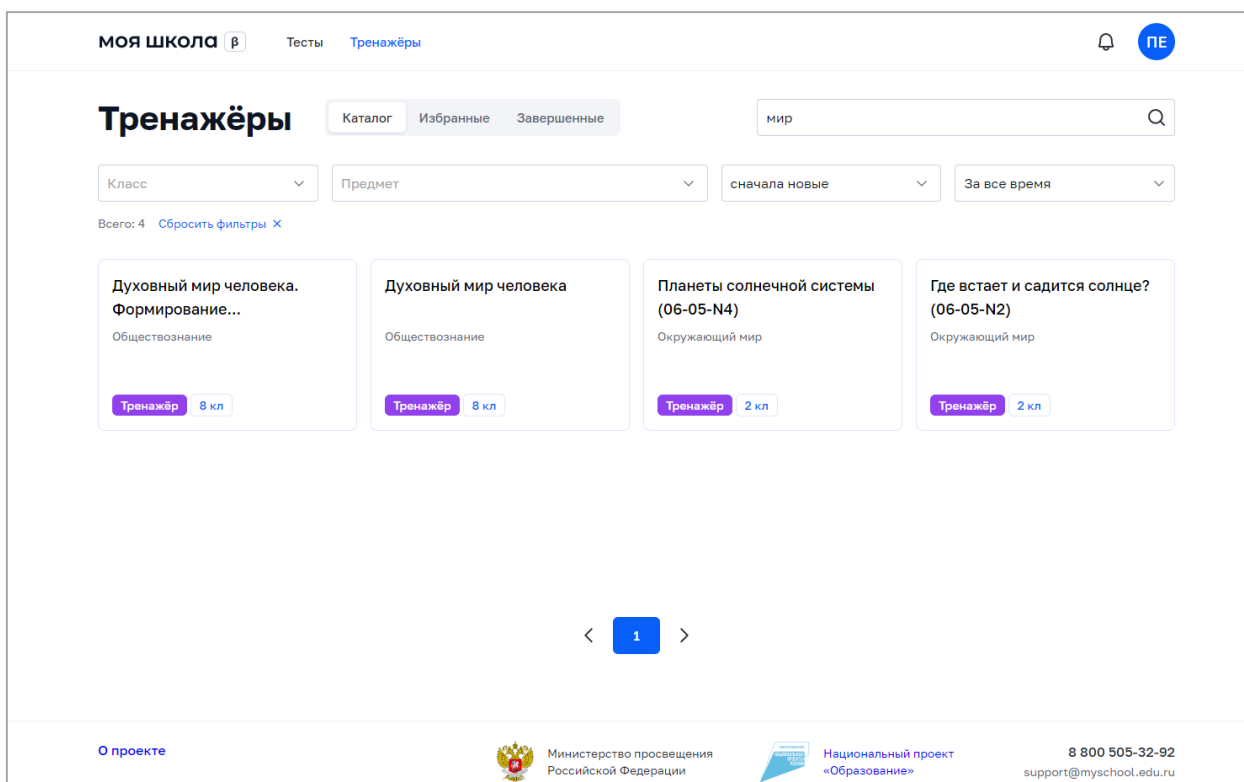 моя школа β
Тесты
Тренажёры
ПЕ
Тренажёры
Каталог
Избранные
Завершенные
мир
Класс
Предмет
сначала новые
За все время
Всего: 4
Сбросить фильтры ×
Духовный мир человека.
Формирование...
Обществознание
Тренажёр
8 кл
Духовный мир человека
Обществознание
Тренажёр
8 кл
Планеты солнечной системы
(06-05-N4)
Окружающий мир
Тренажёр
2 кл
Где встает и садится солнце?
(06-05-N2)
Окружающий мир
Тренажёр
2 кл
1
О проекте
Министерство просвещения
Российской Федерации
Национальный проект
«Образование»
8 800 505-32-92
support@myschool.edu.ru